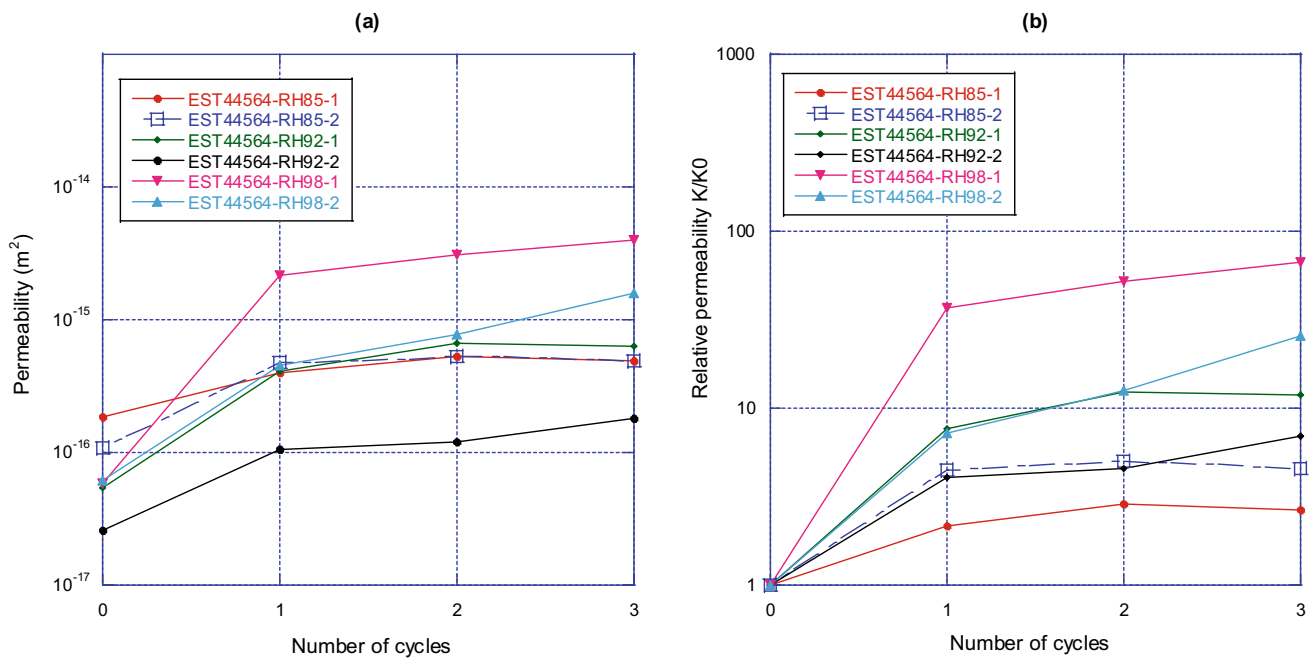 (a)
EST44564-RH85-1
EST44564-RH85-2
EST44564-RH92-1
EST44564-RH92-2
EST44564-RH98-1
EST44564-RH98-2
Permeability (m²)
10⁻¹⁴
10⁻¹⁵
10⁻¹⁶
10⁻¹⁷
0 1 2 3
Number of cycles
(b)
EST44564-RH85-1
EST44564-RH85-2
EST44564-RH92-1
EST44564-RH92-2
EST44564-RH98-1
EST44564-RH98-2
Relative permeability K/K0
1000
100
10
1
0 1 2 3
Number of cycles